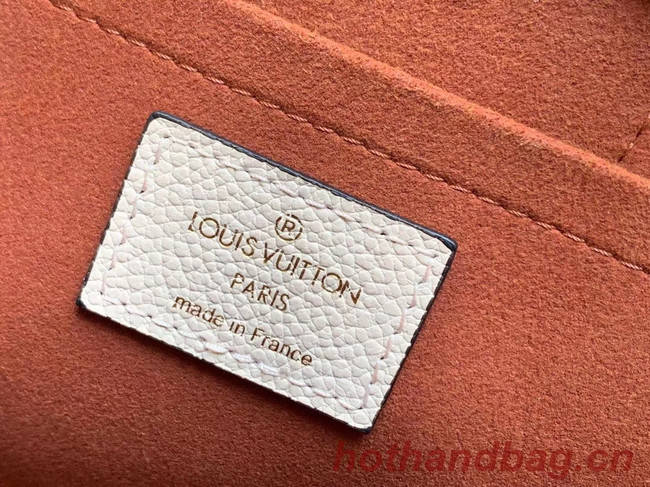 ®
LOUIS VUITTON
PARIS
made in France
hothandbag.cn